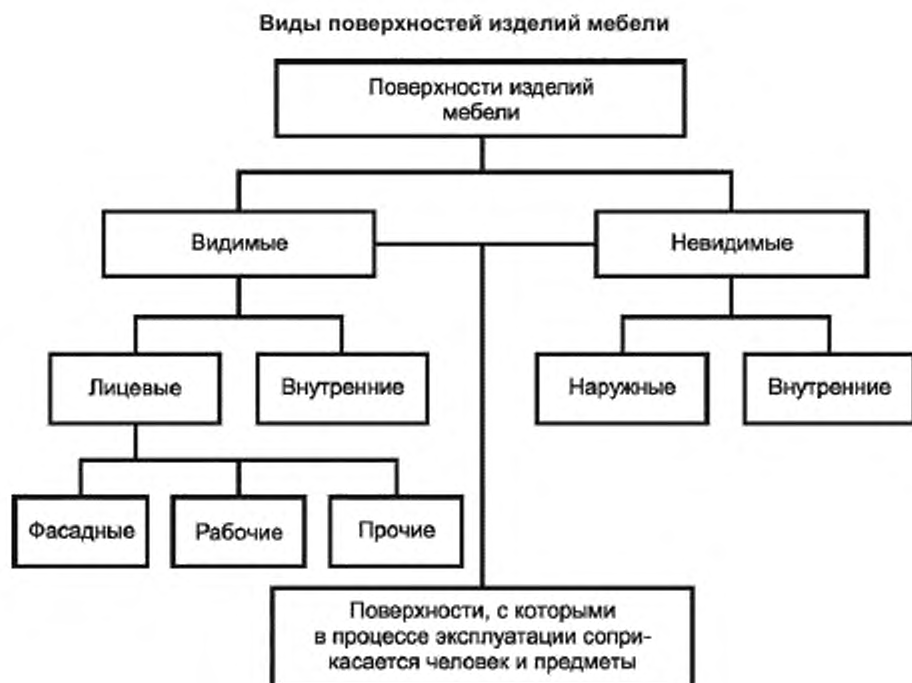 Виды поверхностей изделий мебели
Поверхности изделий
мебели
Видимые
Невидимые
Лицевые
Внутренние
Наружные
Внутренние
Фасадные
Рабочие
Прочие
Поверхности, с которыми
в процессе эксплуатации сопри-
касается человек и предметы